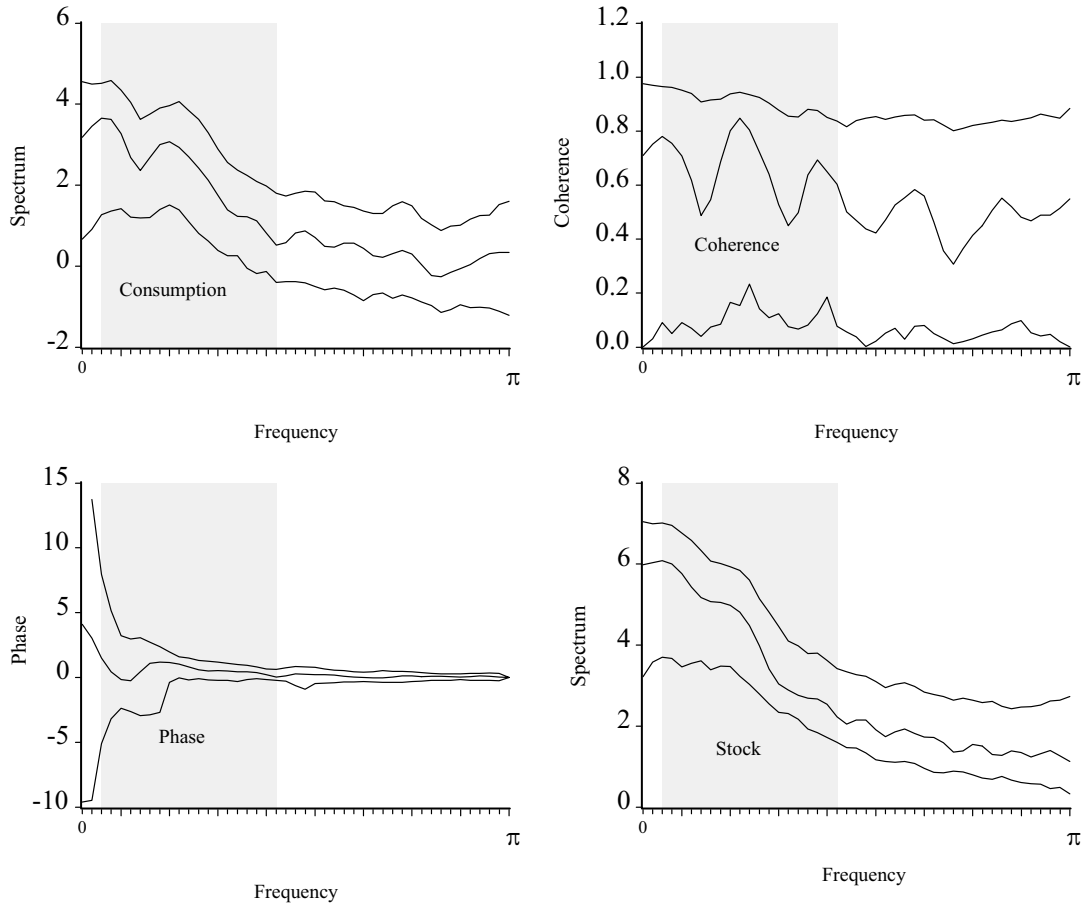 6
4
2
0
-2
Spectrum
Consumption
0
π
Frequency
1.2
1.0
0.8
0.6
0.4
0.2
0.0
Coherence
Coherence
0
π
Frequency
15
10
5
0
-5
-10
Phase
Phase
0
π
Frequency
8
6
4
2
0
Spectrum
Stock
0
π
Frequency